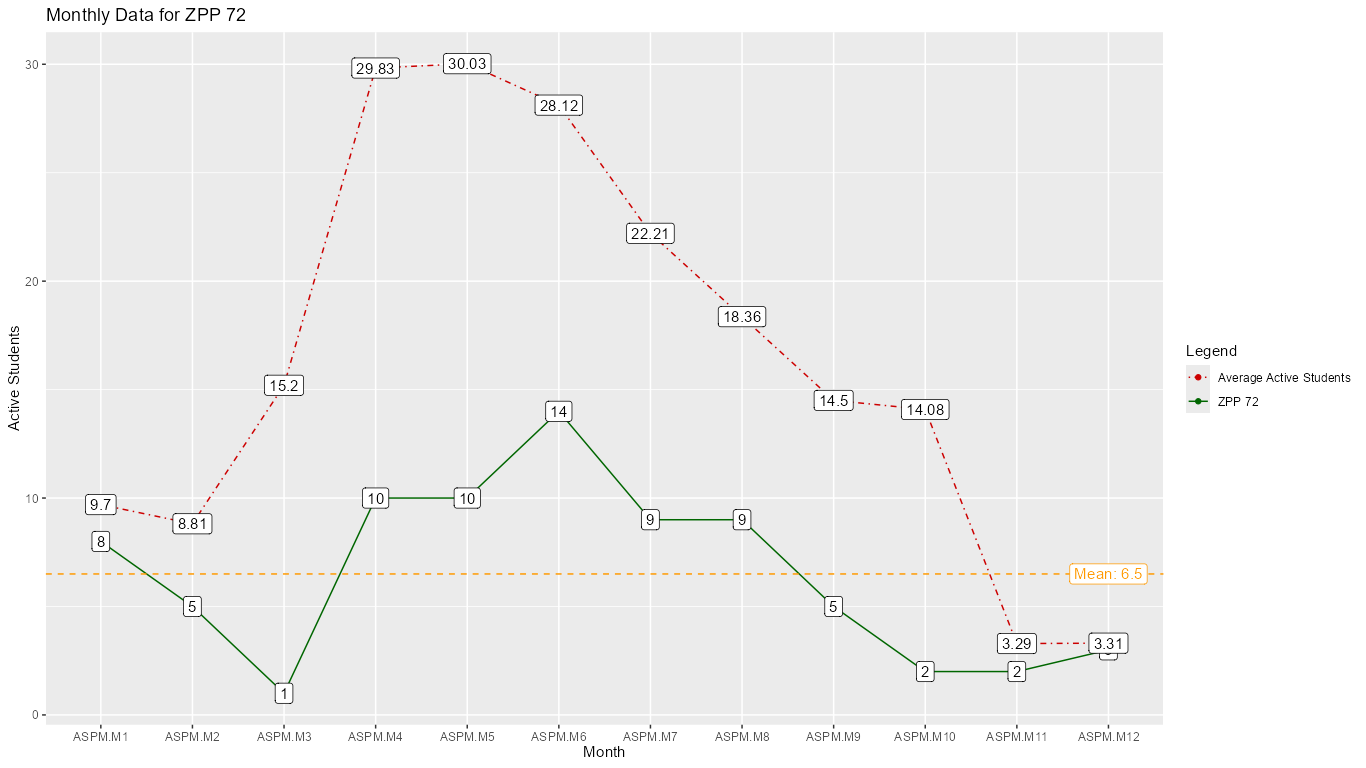 Monthly Data for ZPP 72
Active Students
30
20
10
0
9.7
8.81
15.2
29.83
30.03
28.12
22.21
18.36
14.5
14.08
3.29
3.31
8
5
1
10
10
14
9
9
5
2
2
Mean: 6.5
ASPM.M1
ASPM.M2
ASPM.M3
ASPM.M4
ASPM.M5
ASPM.M6
ASPM.M7
ASPM.M8
ASPM.M9
ASPM.M10
ASPM.M11
ASPM.M12
Month
Legend
Average Active Students
ZPP 72